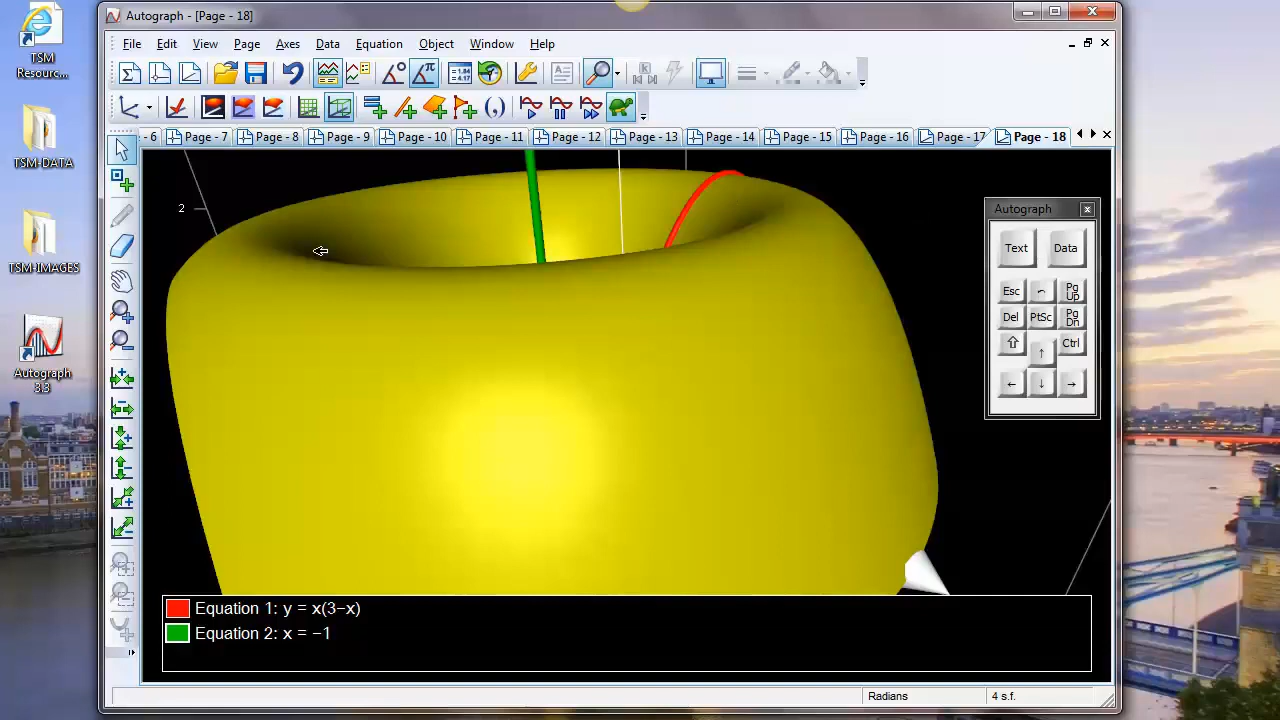 TSM
Resourc...
TSM-DATA
TSM-IMAGES
Autograph
3.3
Autograph - [Page - 18]
File Edit View Page Axes Data Equation Object Window Help
- 6 Page - 7 Page - 8 Page - 9 Page - 10 Page - 11 Page - 12 Page - 13 Page - 14 Page - 15 Page - 16 Page - 17 Page - 18
2
Autograph x
Text Data
Esc Pg Up
Del PtSc Pg Dn
Ctrl
Equation 1: y = x(3−x)
Equation 2: x = −1
Radians 4 s.f.